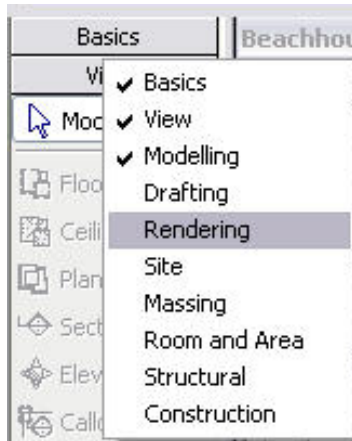 Basics
Beachhou
Vi
Basics
Moc
View
Modelling
Floo
Drafting
Ceili
Rendering
Plan
Site
Massing
Sect
Room and Area
Elev
Structural
Callo
Construction